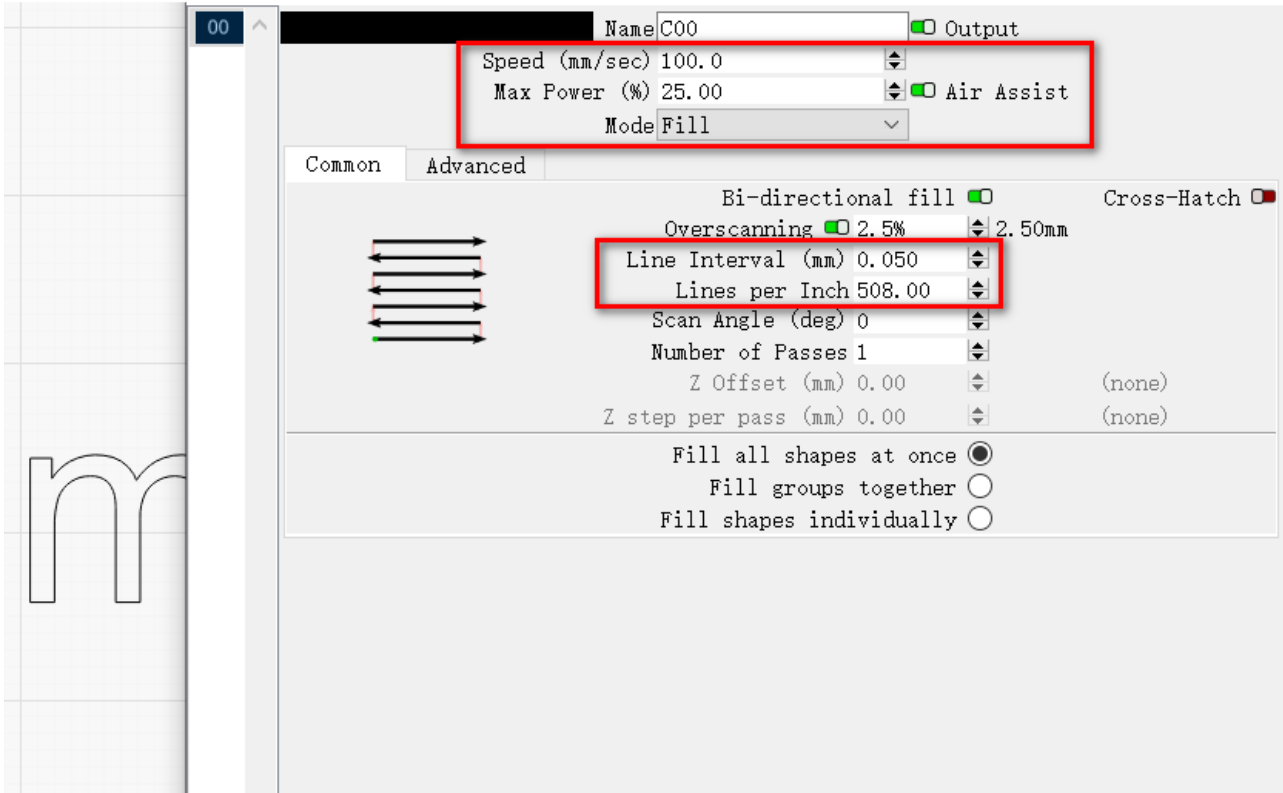 00
Name C00 Output
Speed (mm/sec) 100.0
Max Power (%) 25.00 Air Assist
Mode Fill
Common Advanced
Bi-directional fill Cross-Hatch
Overscanning 2.5% 2.50mm
Line Interval (mm) 0.050
Lines per Inch 508.00
Scan Angle (deg) 0
Number of Passes 1
Z Offset (mm) 0.00 (none)
Z step per pass (mm) 0.00 (none)
Fill all shapes at once
Fill groups together
Fill shapes individually
m